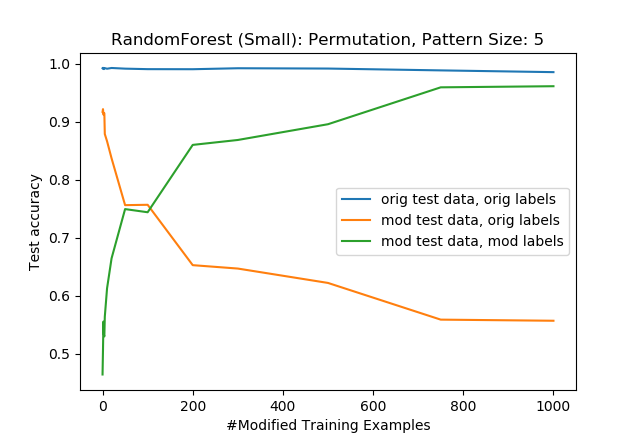 RandomForest (Small): Permutation, Pattern Size: 5
1.0
0.9
0.8
0.7
0.6
0.5
Test accuracy
orig test data, orig labels
mod test data, orig labels
mod test data, mod labels
0 200 400 600 800 1000
#Modified Training Examples